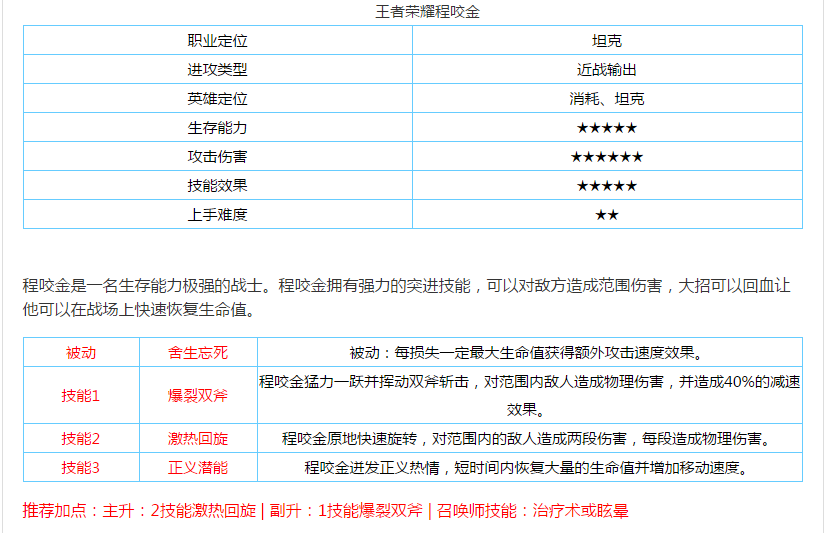 王者荣耀程咬金
职业定位 坦克
进攻类型 近战输出
英雄定位 消耗、坦克
生存能力 ★★★★★
攻击伤害 ★★★★★★
技能效果 ★★★★★
上手难度 ★★
程咬金是一名生存能力极强的战士。程咬金拥有强力的突进技能，可以对敌方造成范围伤害，大招可以回血让
他可以在战场上快速恢复生命值。
被动 舍生忘死 被动：每损失一定最大生命值获得额外攻击速度效果。
技能1 爆裂双斧 程咬金猛力一跃并挥动双斧斩击，对范围内敌人造成物理伤害，并造成40%的减速
效果。
技能2 激热回旋 程咬金原地快速旋转，对范围内的敌人造成两段伤害，每段造成物理伤害。
技能3 正义潜能 程咬金迸发正义热情，短时间内恢复大量的生命值并增加移动速度。
推荐加点：主升：2技能激热回旋 | 副升：1技能爆裂双斧 | 召唤师技能：治疗术或眩晕